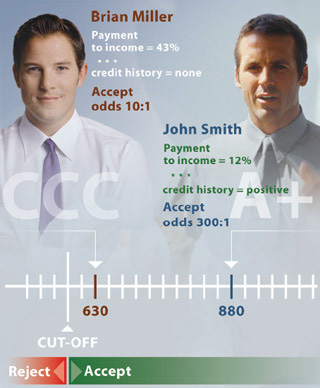 Brian Miller
Payment
to income = 43%
• • •
credit history = none
Accept
odds 10:1
John Smith
Payment
to income = 12%
• • •
credit history = positive
Accept
odds 300:1
CCC
A+
630
880
CUT-OFF
Reject
Accept